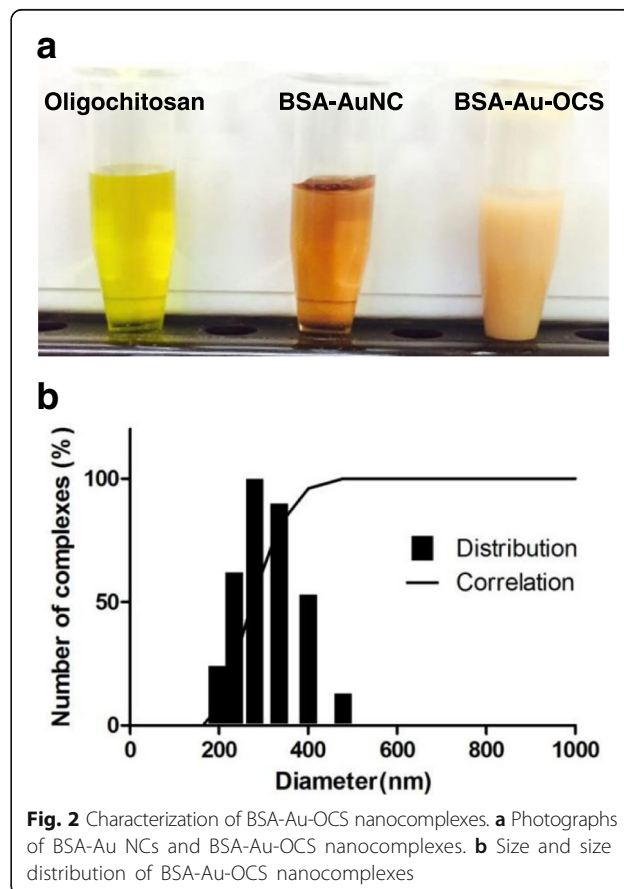 a
Oligochitosan BSA-AuNC BSA-Au-OCS
b
Number of complexes (%)
100
50
0
Distribution
Correlation
0 200 400 600 800 1000
Diameter(nm)
Fig. 2 Characterization of BSA-Au-OCS nanocomplexes. a Photographs
of BSA-Au NCs and BSA-Au-OCS nanocomplexes. b Size and size
distribution of BSA-Au-OCS nanocomplexes